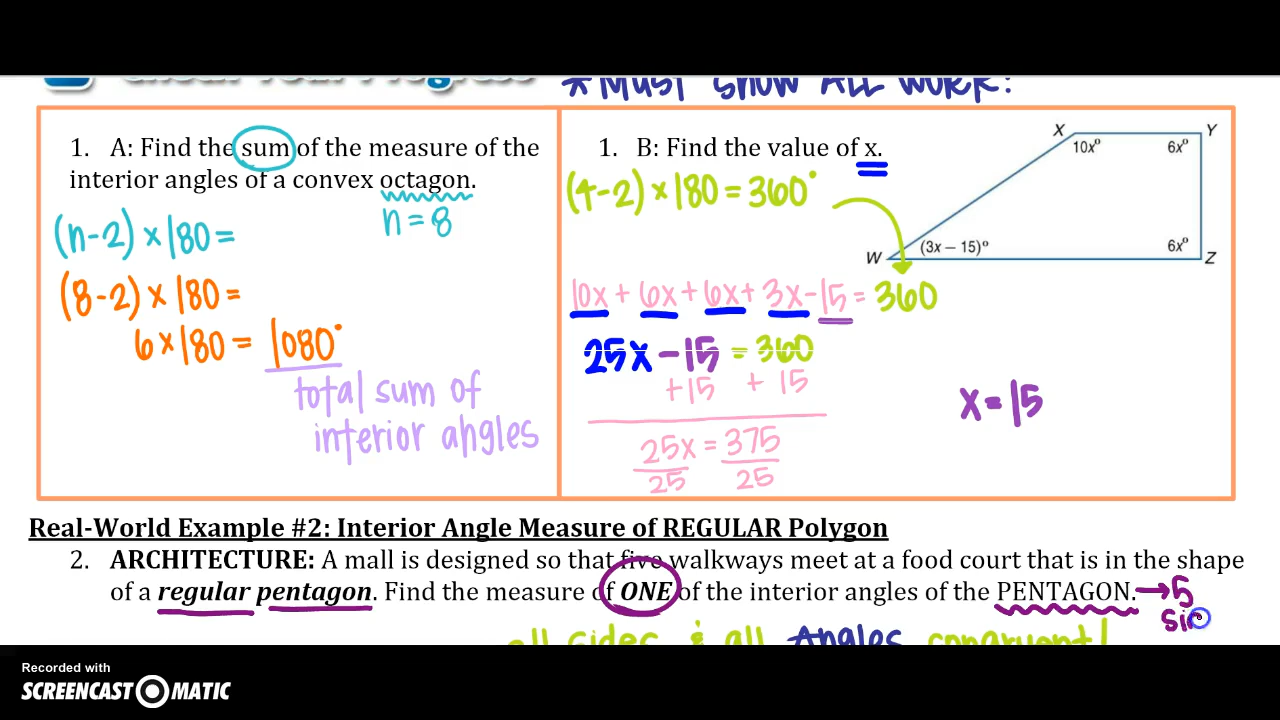 *MUST SHOW ALL WORK!
1. A: Find the sum of the measure of the
interior angles of a convex octagon.
n = 8
(n-2) × 180 =
(8-2) × 180 =
6 × 180 = 1080°
total sum of
interior angles
1. B: Find the value of x.
(4-2) × 180 = 360°
X
Y
10x°
6x°
W
(3x – 15)°
6x°
Z
10x + 6x + 6x + 3x - 15 = 360
25x - 15 = 360
+15 + 15
25x = 375
25 25
x = 15
Real-World Example #2: Interior Angle Measure of REGULAR Polygon
2. ARCHITECTURE: A mall is designed so that five walkways meet at a food court that is in the shape
of a regular pentagon. Find the measure of ONE of the interior angles of the PENTAGON. → 5
all sides & all Angles congruent!
Recorded with
SCREENCAST MATIC